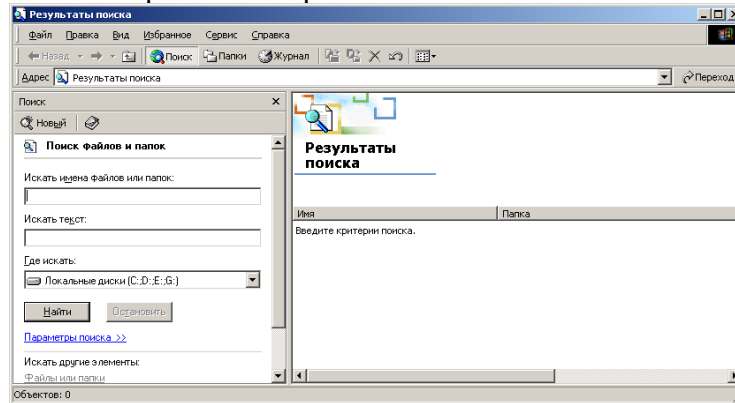 Результаты поиска
Файл Правка Вид Избранное Сервис Справка
Назад Поиск Папки Журнал
Адрес Результаты поиска Переход
Поиск
Новый
Поиск файлов и папок
Искать имена файлов или папок:
Искать текст:
Где искать:
Локальные диски (C:;D:;E:;G:)
Найти Остановить
Параметры поиска >>
Искать другие элементы:
Файлы или папки
Результаты
поиска
Имя Папка
Введите критерии поиска.
Объектов: 0